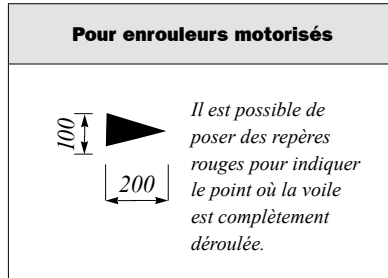 Pour enrouleurs motorisés
100
200
Il est possible de
poser des repères
rouges pour indiquer
le point où la voile
est complètement
déroulée.